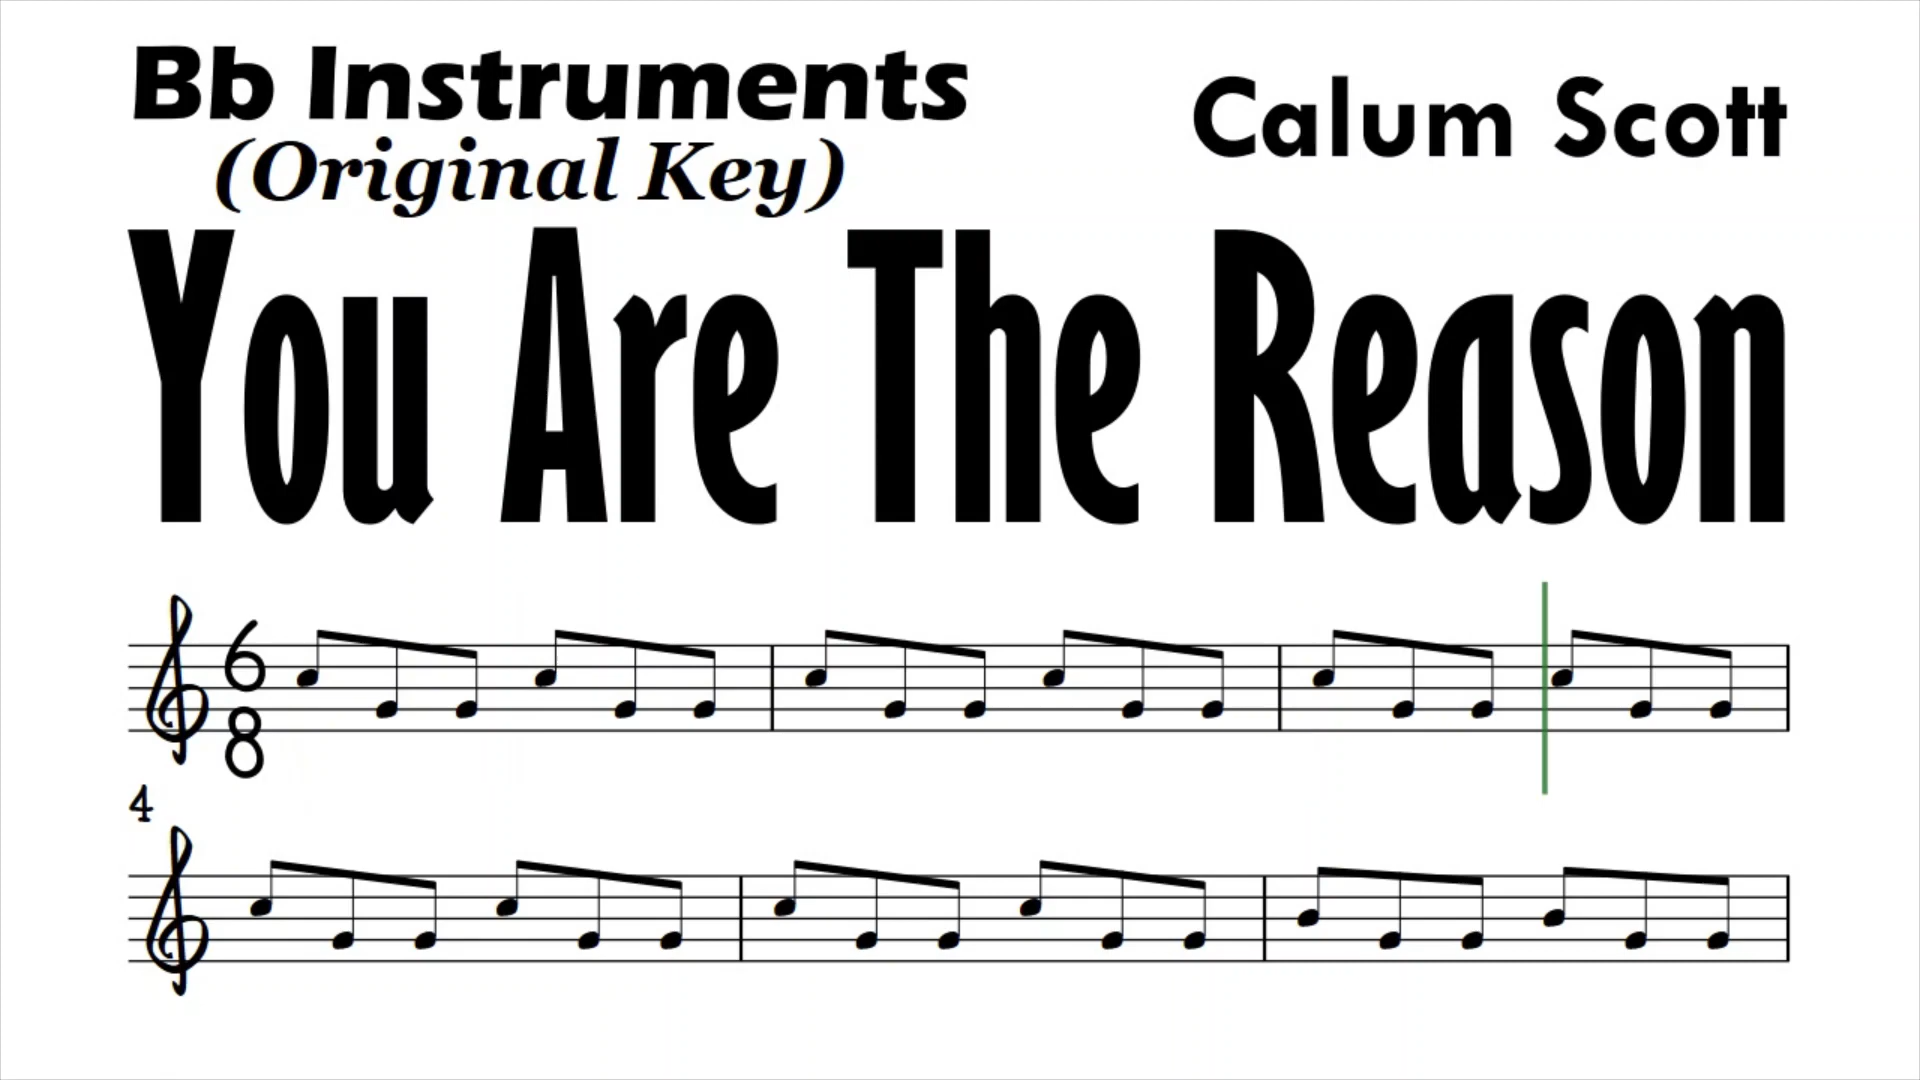 Bb Instruments
(Original Key)
Calum Scott
You Are The Reason
6
8
4